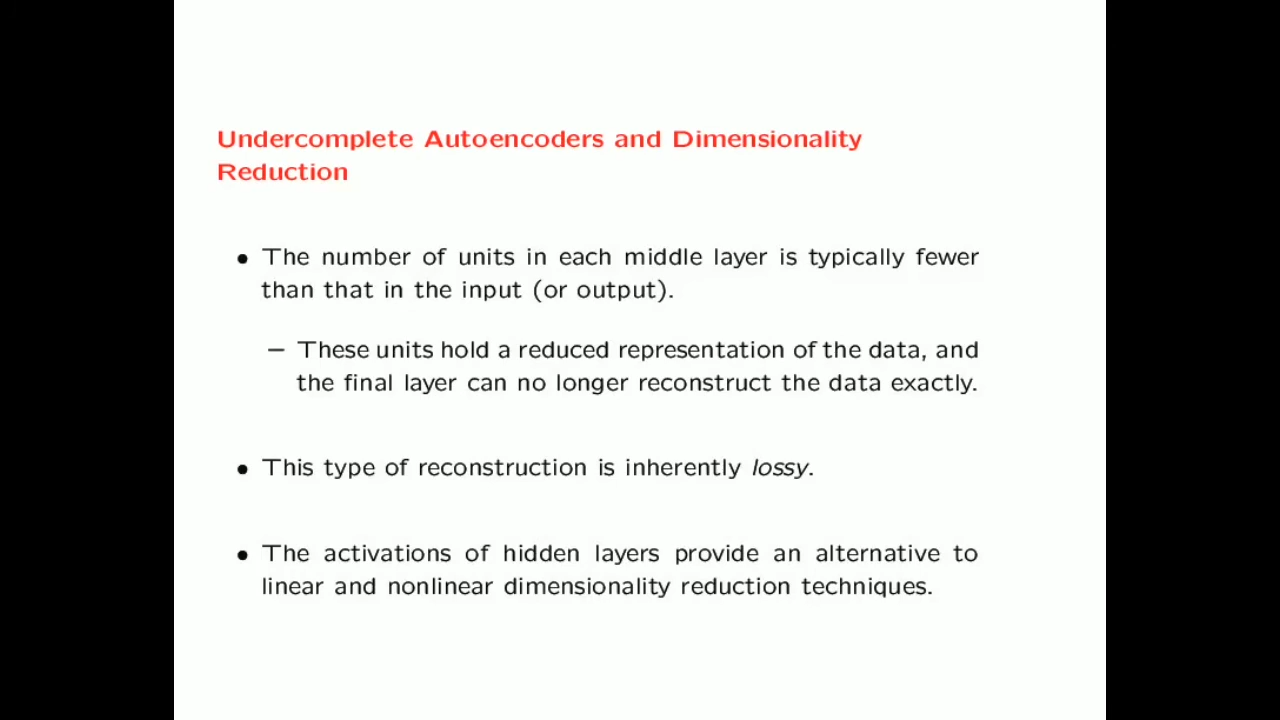 Undercomplete Autoencoders and Dimensionality
Reduction
• The number of units in each middle layer is typically fewer
than that in the input (or output).
– These units hold a reduced representation of the data, and
the final layer can no longer reconstruct the data exactly.
• This type of reconstruction is inherently lossy.
• The activations of hidden layers provide an alternative to
linear and nonlinear dimensionality reduction techniques.